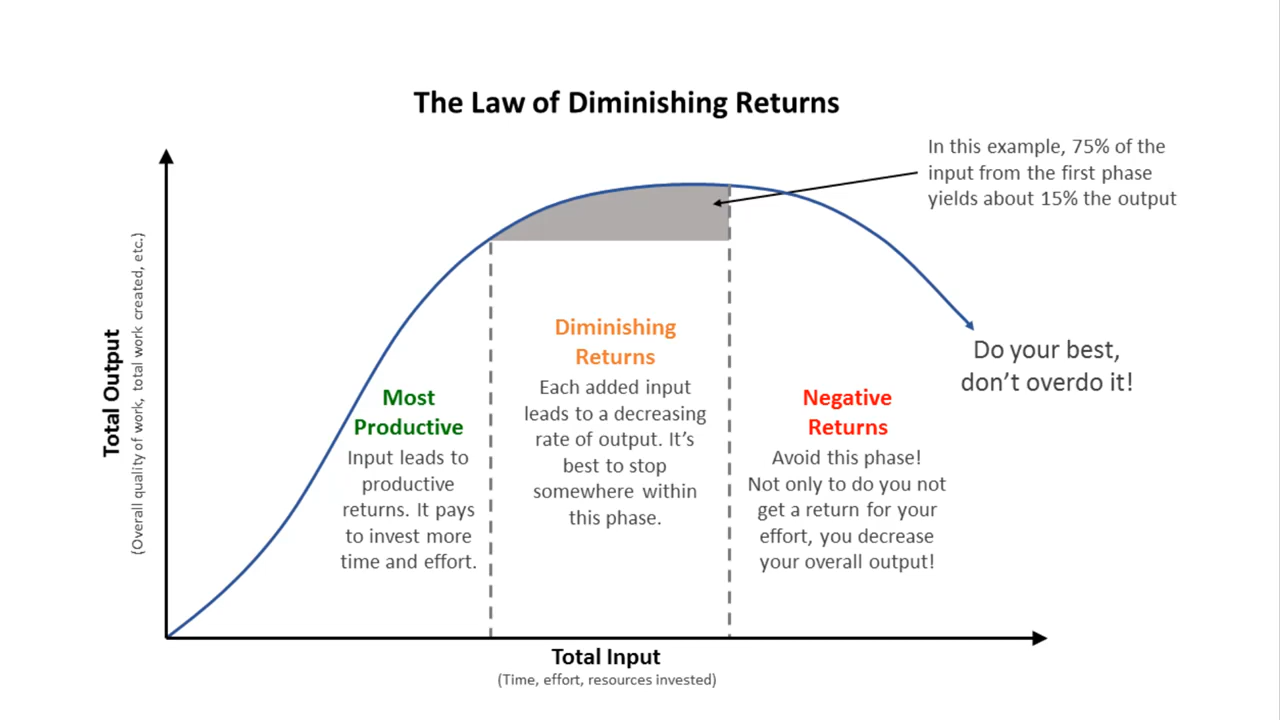 The Law of Diminishing Returns
In this example, 75% of the
input from the first phase
yields about 15% the output
Total Output
(Overall quality of work, total work created, etc.)
Most
Productive
Input leads to
productive
returns. It pays
to invest more
time and effort.
Diminishing
Returns
Each added input
leads to a decreasing
rate of output. It’s
best to stop
somewhere within
this phase.
Negative
Returns
Avoid this phase!
Not only to do you not
get a return for your
effort, you decrease
your overall output!
Do your best,
don’t overdo it!
Total Input
(Time, effort, resources invested)